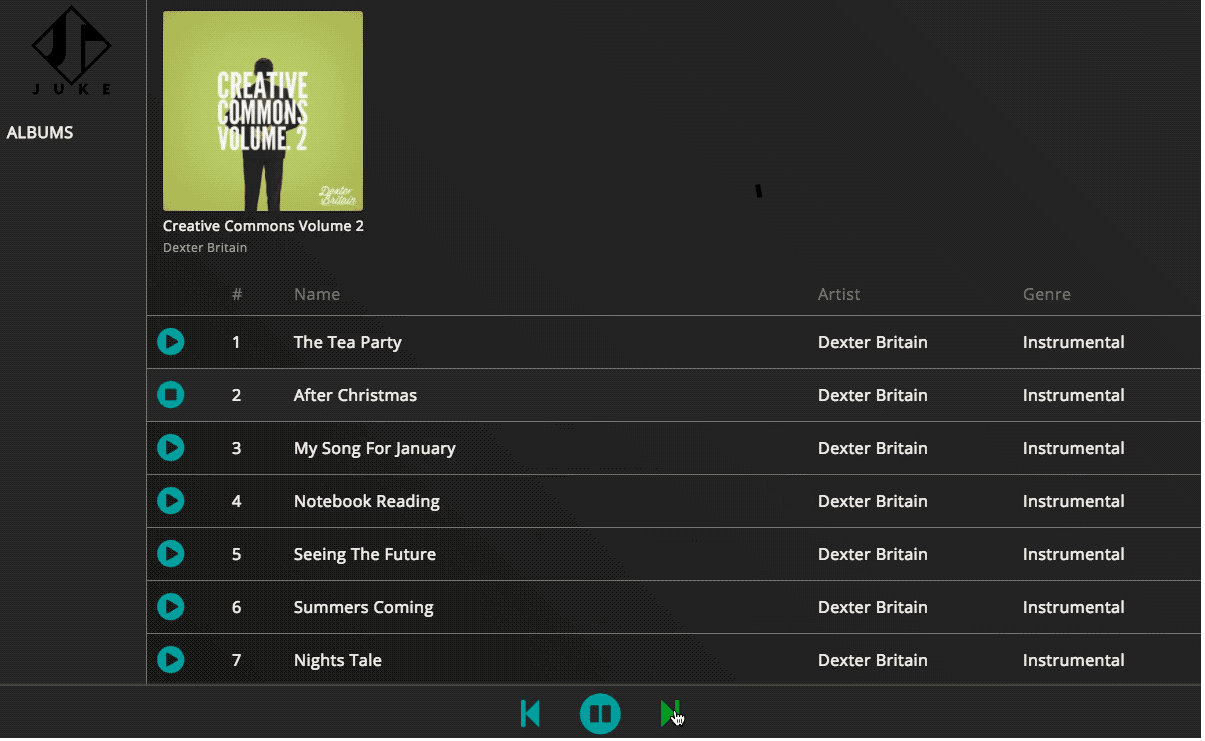 JUKE
ALBUMS
CREATIVE
COMMONS
VOLUME. 2
Dexter
Britain
Creative Commons Volume 2
Dexter Britain
# Name Artist Genre
1 The Tea Party Dexter Britain Instrumental
2 After Christmas Dexter Britain Instrumental
3 My Song For January Dexter Britain Instrumental
4 Notebook Reading Dexter Britain Instrumental
5 Seeing The Future Dexter Britain Instrumental
6 Summers Coming Dexter Britain Instrumental
7 Nights Tale Dexter Britain Instrumental